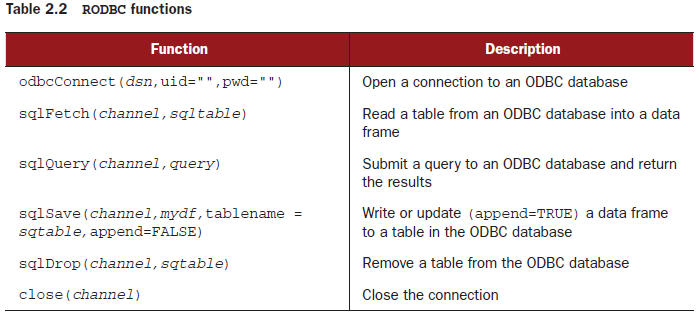 Table 2.2 RODBC functions
Function Description
odbcConnect(dsn,uid="",pwd="") Open a connection to an ODBC database
sqlFetch(channel,sqltable) Read a table from an ODBC database into a data
frame
sqlQuery(channel,query) Submit a query to an ODBC database and return
the results
sqlSave(channel,mydf,tablename = Write or update (append=TRUE) a data frame
sqtable,append=FALSE) to a table in the ODBC database
sqlDrop(channel,sqtable) Remove a table from the ODBC database
close(channel) Close the connection